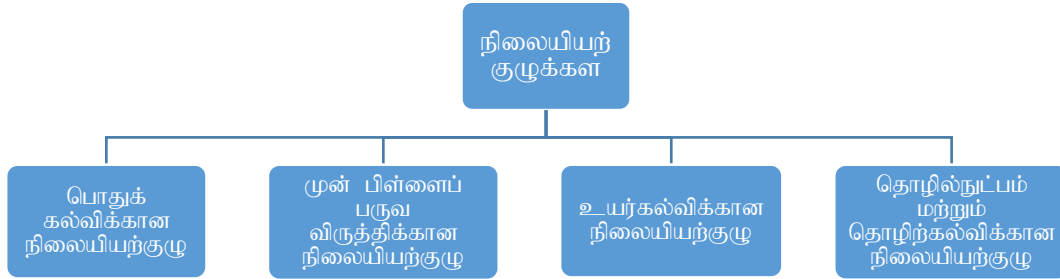 நிலையியற்
குழுக்கள
பொதுக்
கல்விக்கான
நிலையியற்குழு
முன் பிள்ளைப்
பருவ
விருத்திக்கான
நிலையியற்குழு
உயர்கல்விக்கான
நிலையியற்குழு
தொழில்நுட்பம்
மற்றும்
தொழிற்கல்விக்கான
நிலையியற்குழு